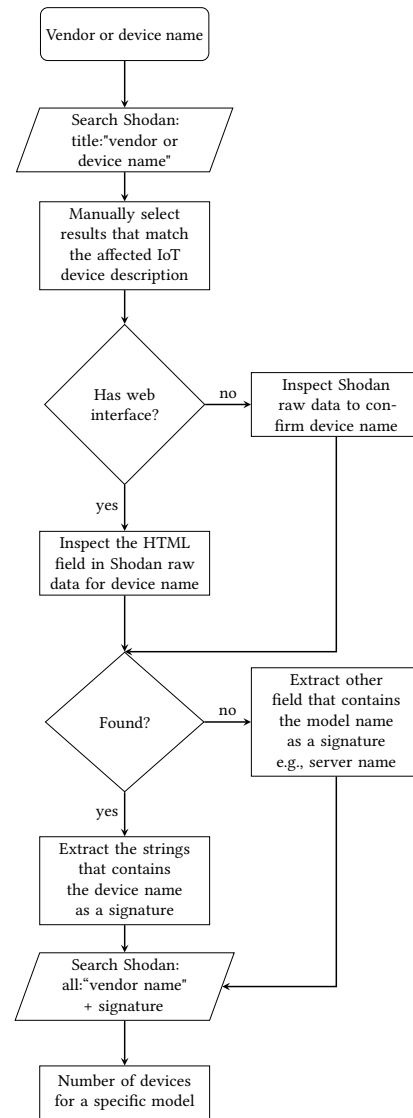 Vendor or device name
Search Shodan:
title:"vendor or
device name"
Manually select
results that match
the affected IoT
device description
Has web
interface?
no
Inspect Shodan
raw data to con-
firm device name
yes
Inspect the HTML
field in Shodan raw
data for device name
Found?
no
Extract other
field that contains
the model name
as a signature
e.g., server name
yes
Extract the strings
that contains
the device name
as a signature
Search Shodan:
all:“vendor name"
+ signature
Number of devices
for a specific model